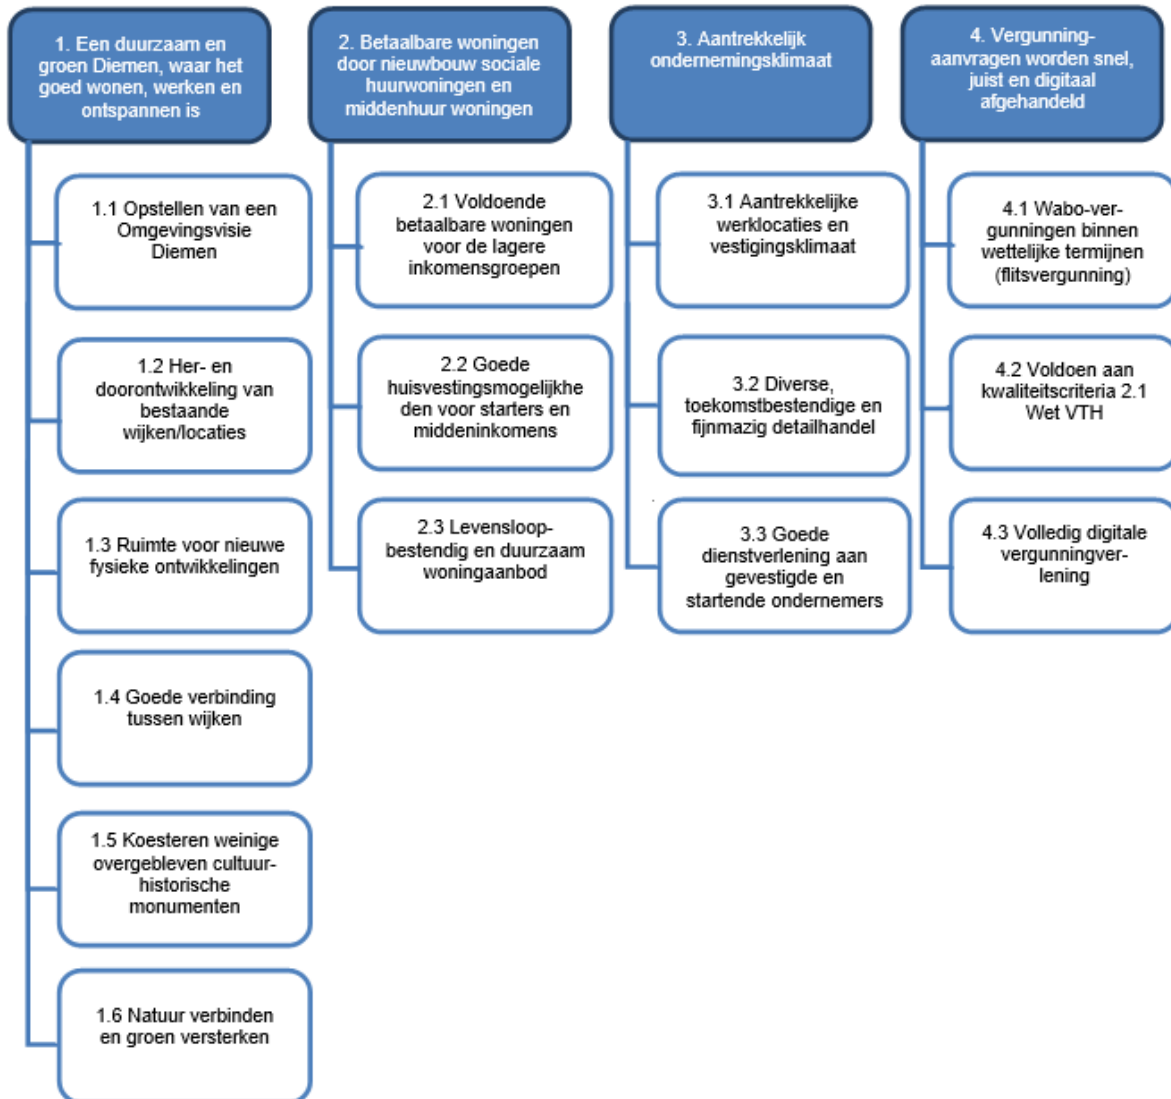 1. Een duurzaam en
groen Diemen, waar het
goed wonen, werken en
ontspannen is
1.1 Opstellen van een
Omgevingsvisie
Diemen
1.2 Her- en
doorontwikkeling van
bestaande
wijken/locaties
1.3 Ruimte voor nieuwe
fysieke ontwikkelingen
1.4 Goede verbinding
tussen wijken
1.5 Koesteren weinige
overgebleven cultuur-
historische
monumenten
1.6 Natuur verbinden
en groen versterken
2. Betaalbare woningen
door nieuwbouw sociale
huurwoningen en
middenhuur woningen
2.1 Voldoende
betaalbare woningen
voor de lagere
inkomensgroepen
2.2 Goede
huisvestingsmogelijkhe
den voor starters en
middeninkomens
2.3 Levensloop-
bestendig en duurzaam
woningaanbod
3. Aantrekkelijk
ondernemingsklimaat
3.1 Aantrekkelijke
werklocaties en
vestigingsklimaat
3.2 Diverse,
toekomstbestendige en
fijnmazig detailhandel
3.3 Goede
dienstverlening aan
gevestigde en
startende ondernemers
4. Vergunning-
aanvragen worden snel,
juist en digitaal
afgehandeld
4.1 Wabo-ver-
gunningen binnen
wettelijke termijnen
(flitsvergunning)
4.2 Voldoen aan
kwaliteitscriteria 2.1
Wet VTH
4.3 Volledig digitale
vergunningver-
lening